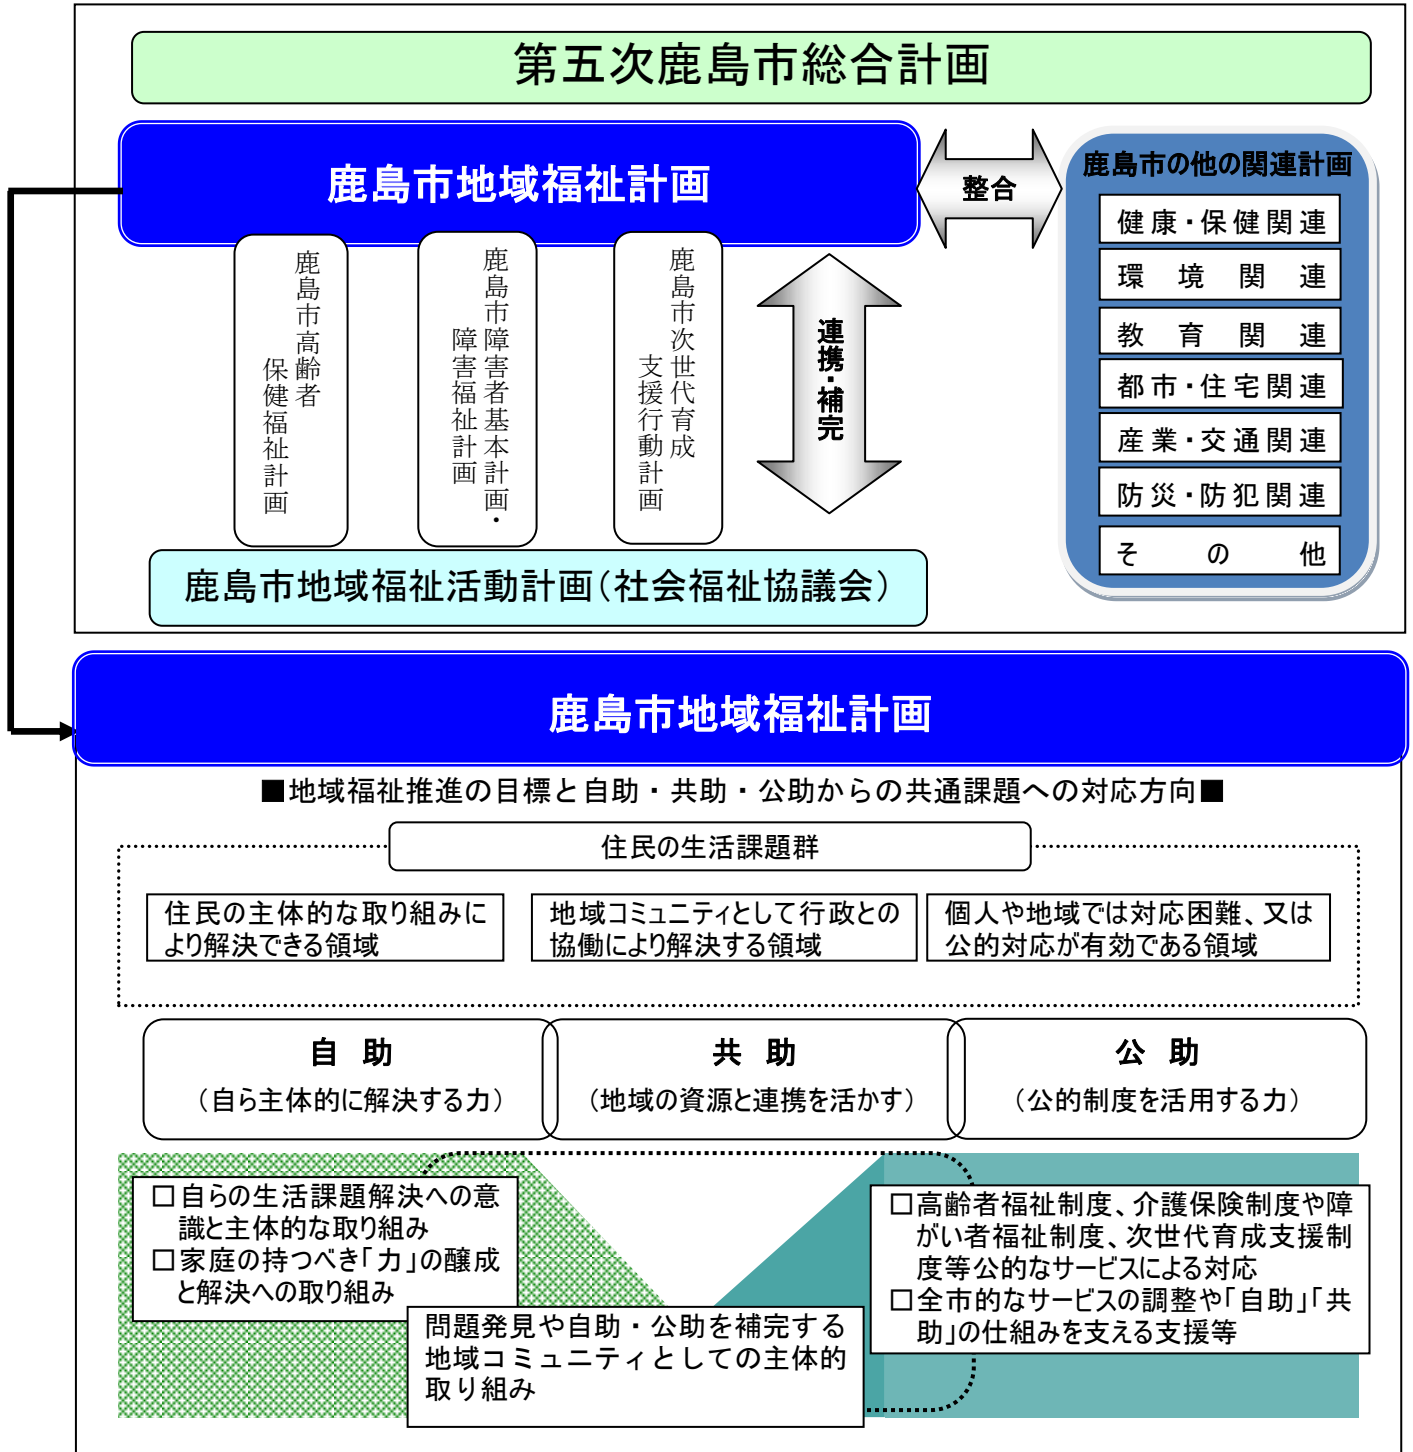 第五次鹿島市総合計画
鹿島市地域福祉計画
整合
鹿島市の他の関連計画
健康・保健関連
環境関連
教育関連
都市・住宅関連
産業・交通関連
防災・防犯関連
その他
鹿島市高齢者
保健福祉計画
鹿島市障害者基本計画・
障害福祉計画
鹿島市次世代育成
支援行動計画
連携・補完
鹿島市地域福祉活動計画(社会福祉協議会)
鹿島市地域福祉計画
■地域福祉推進の目標と自助・共助・公助からの共通課題への対応方向■
住民の生活課題群
住民の主体的な取り組みに
より解決できる領域
地域コミュニティとして行政との
協働により解決する領域
個人や地域では対応困難、又は
公的対応が有効である領域
自 助
(自ら主体的に解決する力)
共 助
(地域の資源と連携を活かす)
公 助
(公的制度を活用する力)
□自らの生活課題解決への意
識と主体的な取り組み
□家庭の持つべき「力」の醸成
と解決への取り組み
問題発見や自助・公助を補完する
地域コミュニティとしての主体的
取り組み
□高齢者福祉制度、介護保険制度や障
がい者福祉制度、次世代育成支援制
度等公的なサービスによる対応
□全市的なサービスの調整や「自助」「共
助」の仕組みを支える支援等